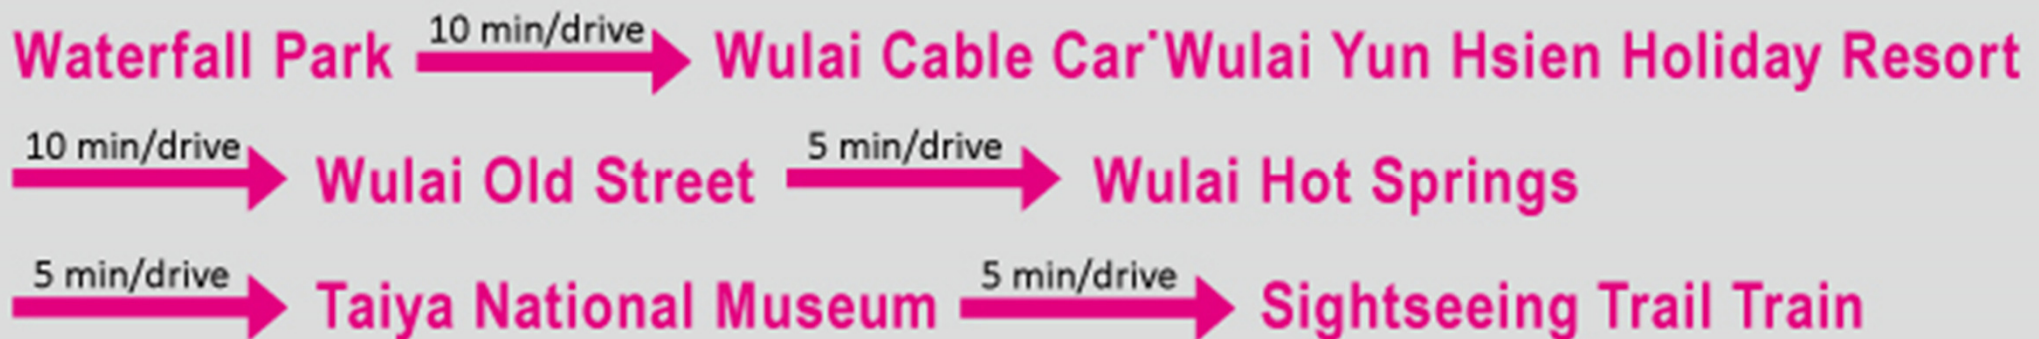 Waterfall Park 10 min/drive Wulai Cable Car˙Wulai Yun Hsien Holiday Resort
10 min/drive Wulai Old Street 5 min/drive Wulai Hot Springs
5 min/drive Taiya National Museum 5 min/drive Sightseeing Trail Train